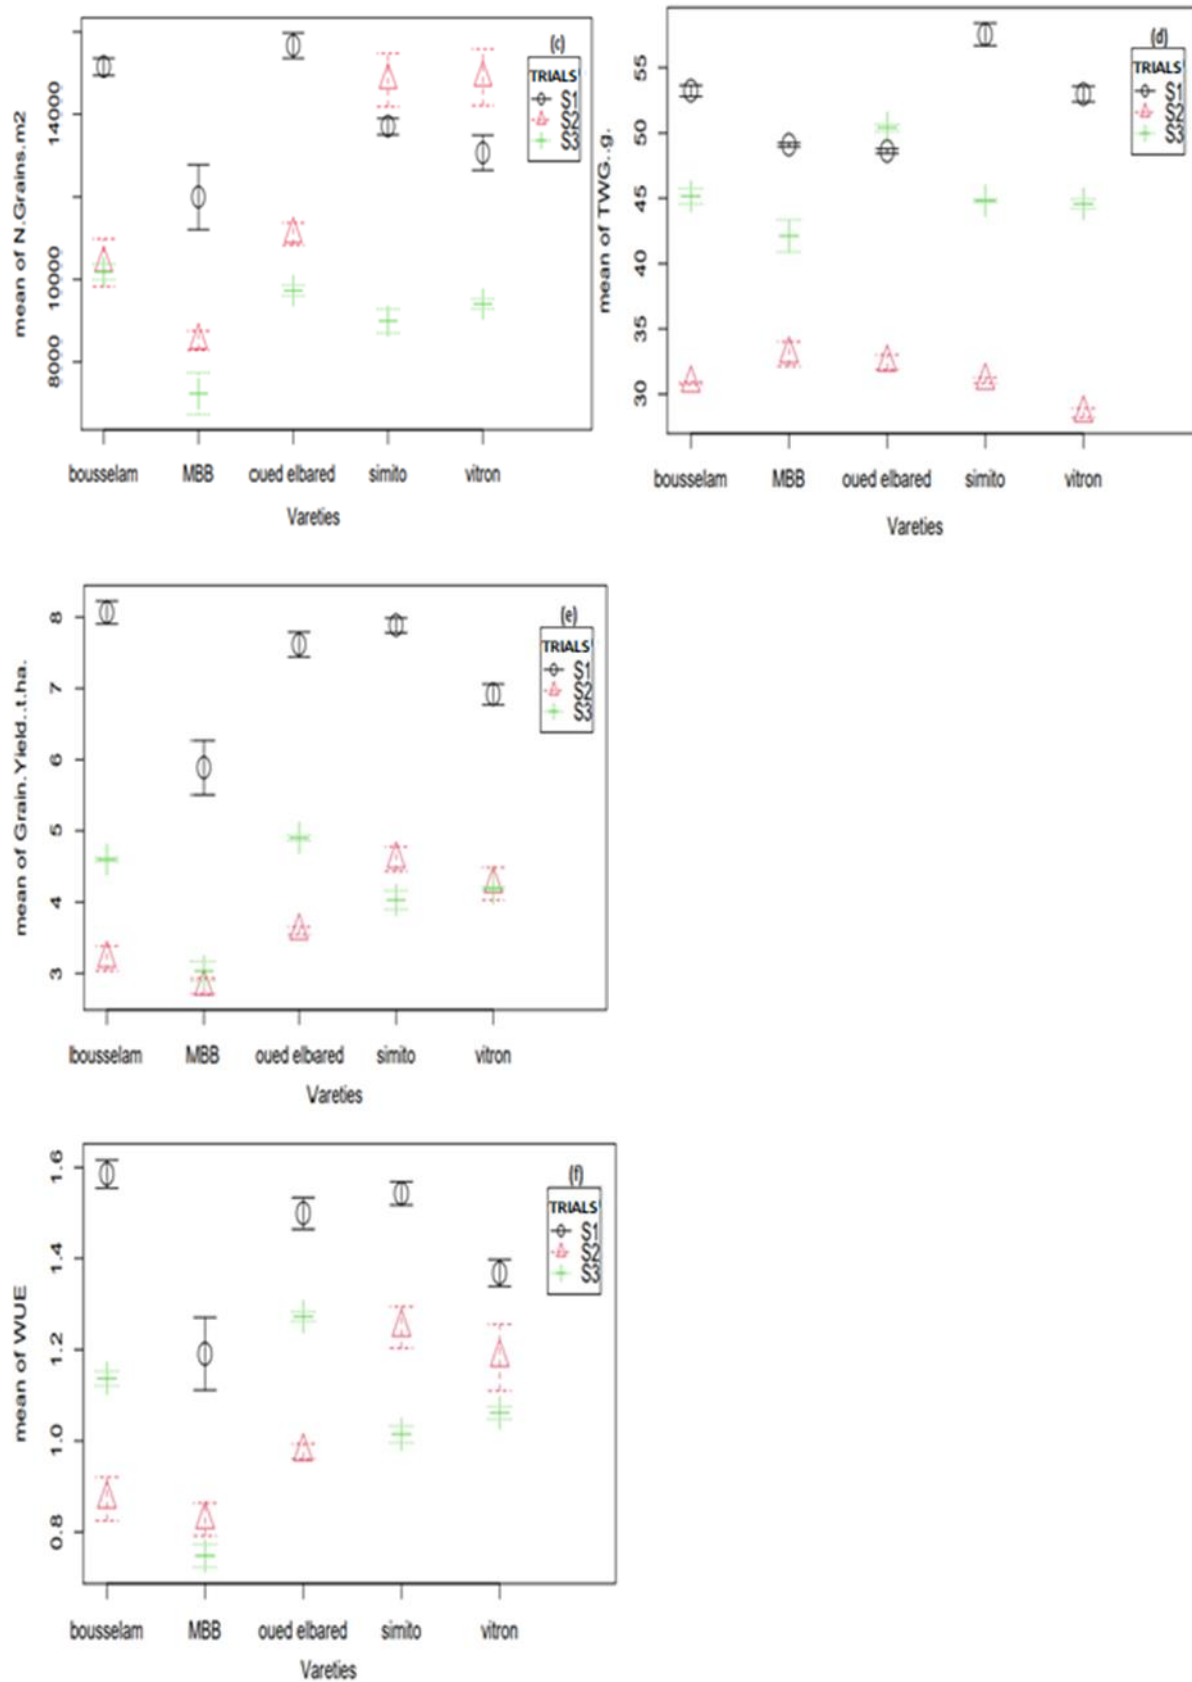 (c)
TRIALS
S1
S2
S3
mean of N.Grains.m2
14000
10000
8000
bousselam MBB oued elbared simito vitron
Vareties
(d)
TRIALS
S1
S2
S3
mean of TWG..g.
55
50
45
40
35
30
bousselam MBB oued elbared simito vitron
Vareties
(e)
TRIALS
S1
S2
S3
mean of Grain.Yield..t.ha.
8
7
6
5
4
3
bousselam MBB oued elbared simito vitron
Vareties
(f)
TRIALS
S1
S2
S3
mean of WUE
1.6
1.4
1.2
1.0
0.8
bousselam MBB oued elbared simito vitron
Vareties